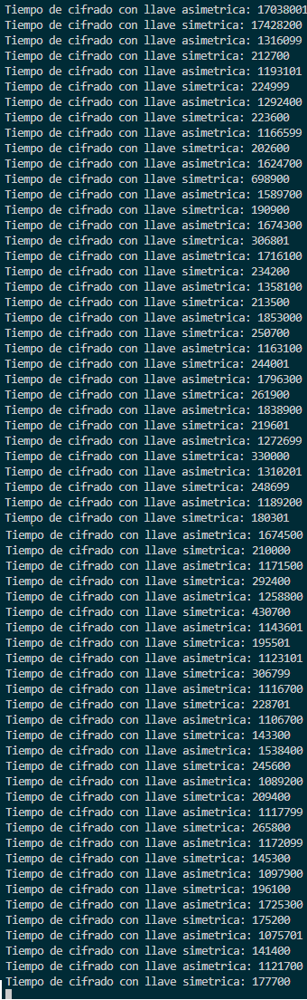 Tiempo de cifrado con llave asimetrica: 17038001
Tiempo de cifrado con llave simetrica: 17428200
Tiempo de cifrado con llave asimetrica: 1316099
Tiempo de cifrado con llave simetrica: 212700
Tiempo de cifrado con llave asimetrica: 1193101
Tiempo de cifrado con llave simetrica: 224999
Tiempo de cifrado con llave asimetrica: 1292400
Tiempo de cifrado con llave simetrica: 223600
Tiempo de cifrado con llave asimetrica: 1166599
Tiempo de cifrado con llave simetrica: 202600
Tiempo de cifrado con llave asimetrica: 1624700
Tiempo de cifrado con llave simetrica: 698900
Tiempo de cifrado con llave asimetrica: 1589700
Tiempo de cifrado con llave simetrica: 190900
Tiempo de cifrado con llave asimetrica: 1674300
Tiempo de cifrado con llave simetrica: 306801
Tiempo de cifrado con llave asimetrica: 1716100
Tiempo de cifrado con llave simetrica: 234200
Tiempo de cifrado con llave asimetrica: 1358100
Tiempo de cifrado con llave simetrica: 213500
Tiempo de cifrado con llave asimetrica: 1853000
Tiempo de cifrado con llave simetrica: 250700
Tiempo de cifrado con llave asimetrica: 1163100
Tiempo de cifrado con llave simetrica: 244001
Tiempo de cifrado con llave asimetrica: 1796300
Tiempo de cifrado con llave simetrica: 261900
Tiempo de cifrado con llave asimetrica: 1838900
Tiempo de cifrado con llave simetrica: 219601
Tiempo de cifrado con llave asimetrica: 1272699
Tiempo de cifrado con llave simetrica: 330000
Tiempo de cifrado con llave asimetrica: 1310201
Tiempo de cifrado con llave simetrica: 248699
Tiempo de cifrado con llave asimetrica: 1189200
Tiempo de cifrado con llave simetrica: 180301
Tiempo de cifrado con llave asimetrica: 1674500
Tiempo de cifrado con llave simetrica: 210000
Tiempo de cifrado con llave asimetrica: 1171500
Tiempo de cifrado con llave simetrica: 292400
Tiempo de cifrado con llave asimetrica: 1258800
Tiempo de cifrado con llave simetrica: 430700
Tiempo de cifrado con llave asimetrica: 1143601
Tiempo de cifrado con llave simetrica: 195501
Tiempo de cifrado con llave asimetrica: 1123101
Tiempo de cifrado con llave simetrica: 306799
Tiempo de cifrado con llave asimetrica: 1116700
Tiempo de cifrado con llave simetrica: 228701
Tiempo de cifrado con llave asimetrica: 1106700
Tiempo de cifrado con llave simetrica: 143300
Tiempo de cifrado con llave asimetrica: 1538400
Tiempo de cifrado con llave simetrica: 245600
Tiempo de cifrado con llave asimetrica: 1089200
Tiempo de cifrado con llave simetrica: 209400
Tiempo de cifrado con llave asimetrica: 1117799
Tiempo de cifrado con llave simetrica: 265800
Tiempo de cifrado con llave asimetrica: 1172099
Tiempo de cifrado con llave simetrica: 145300
Tiempo de cifrado con llave asimetrica: 1097900
Tiempo de cifrado con llave simetrica: 196100
Tiempo de cifrado con llave asimetrica: 1725300
Tiempo de cifrado con llave simetrica: 175200
Tiempo de cifrado con llave asimetrica: 1075701
Tiempo de cifrado con llave simetrica: 141400
Tiempo de cifrado con llave asimetrica: 1121700
Tiempo de cifrado con llave simetrica: 177700